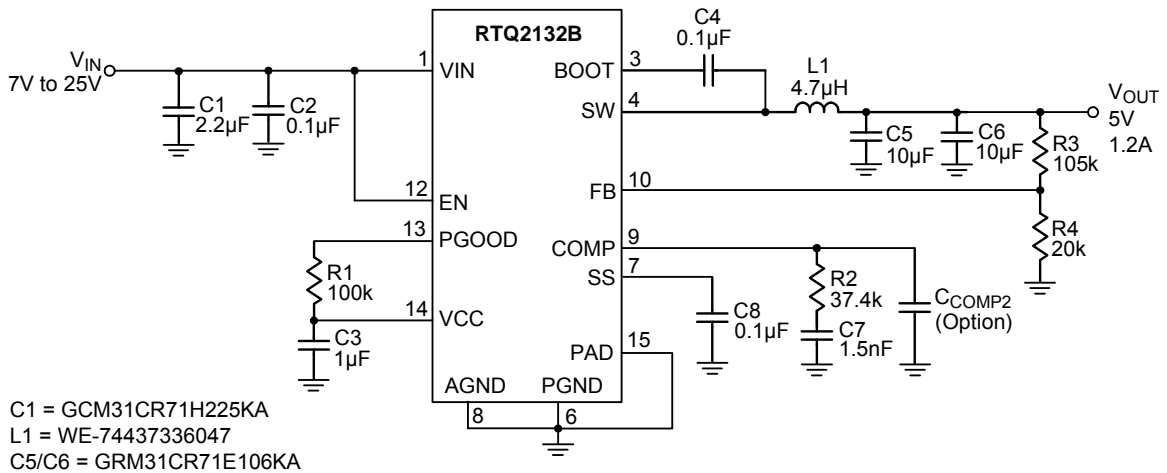 RTQ2132B
VIN
7V to 25V
C1
2.2µF
C2
0.1µF
1
VIN
12
EN
13
PGOOD
R1
100k
14
VCC
C3
1µF
AGND
8
PGND
6
BOOT
3
C4
0.1µF
SW
4
L1
4.7µH
C5
10µF
C6
10µF
VOUT
5V
1.2A
R3
105k
FB
10
R4
20k
COMP
9
SS
7
R2
37.4k
C7
1.5nF
CCOMP2
(Option)
C8
0.1µF
PAD
15
C1 = GCM31CR71H225KA
L1 = WE-74437336047
C5/C6 = GRM31CR71E106KA